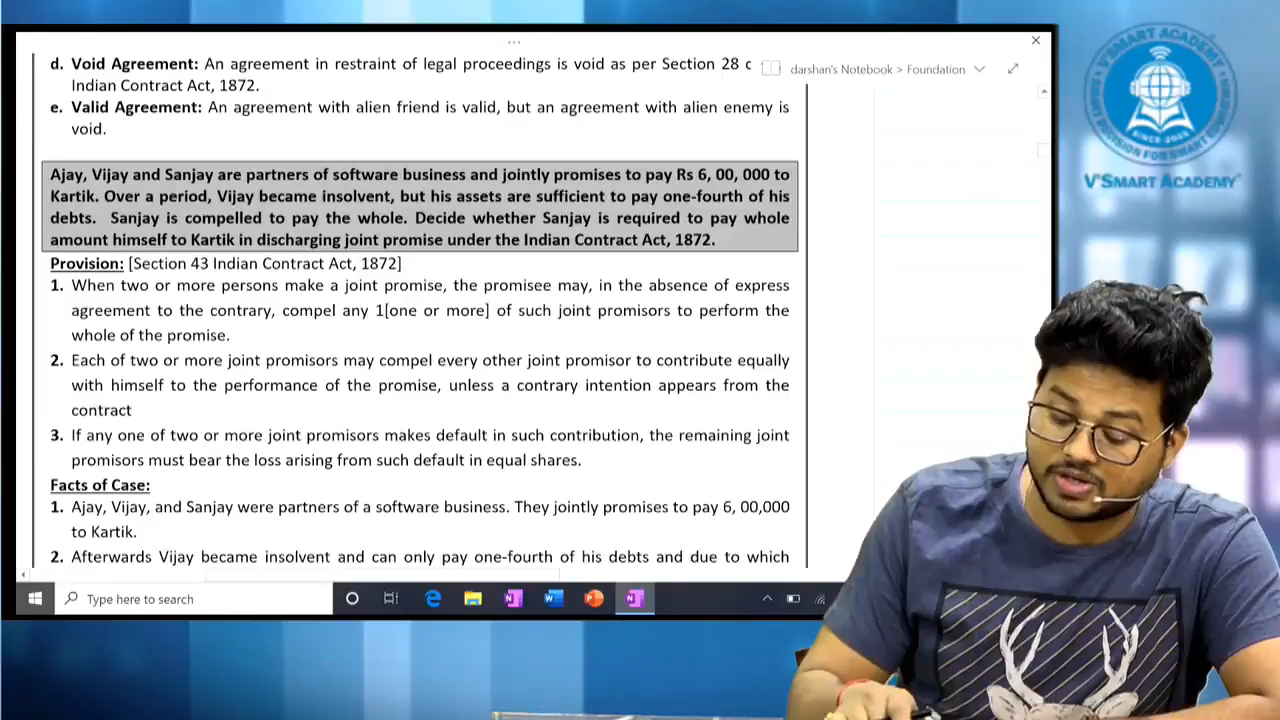 ...
d. Void Agreement: An agreement in restraint of legal proceedings is void as per Section 28 o
darshan's Notebook > Foundation
Indian Contract Act, 1872.
e. Valid Agreement: An agreement with alien friend is valid, but an agreement with alien enemy is
void.
Ajay, Vijay and Sanjay are partners of software business and jointly promises to pay Rs 6, 00, 000 to
Kartik. Over a period, Vijay became insolvent, but his assets are sufficient to pay one-fourth of his
debts. Sanjay is compelled to pay the whole. Decide whether Sanjay is required to pay whole
amount himself to Kartik in discharging joint promise under the Indian Contract Act, 1872.
Provision: [Section 43 Indian Contract Act, 1872]
1. When two or more persons make a joint promise, the promisee may, in the absence of express
agreement to the contrary, compel any 1[one or more] of such joint promisors to perform the
whole of the promise.
2. Each of two or more joint promisors may compel every other joint promisor to contribute equally
with himself to the performance of the promise, unless a contrary intention appears from the
contract
3. If any one of two or more joint promisors makes default in such contribution, the remaining joint
promisors must bear the loss arising from such default in equal shares.
Facts of Case:
1. Ajay, Vijay, and Sanjay were partners of a software business. They jointly promises to pay 6, 00,000
to Kartik.
2. Afterwards Vijay became insolvent and can only pay one-fourth of his debts and due to which
Type here to search
V'SMART ACADEMY
SINCE-2005
V'SMART ACADEMY